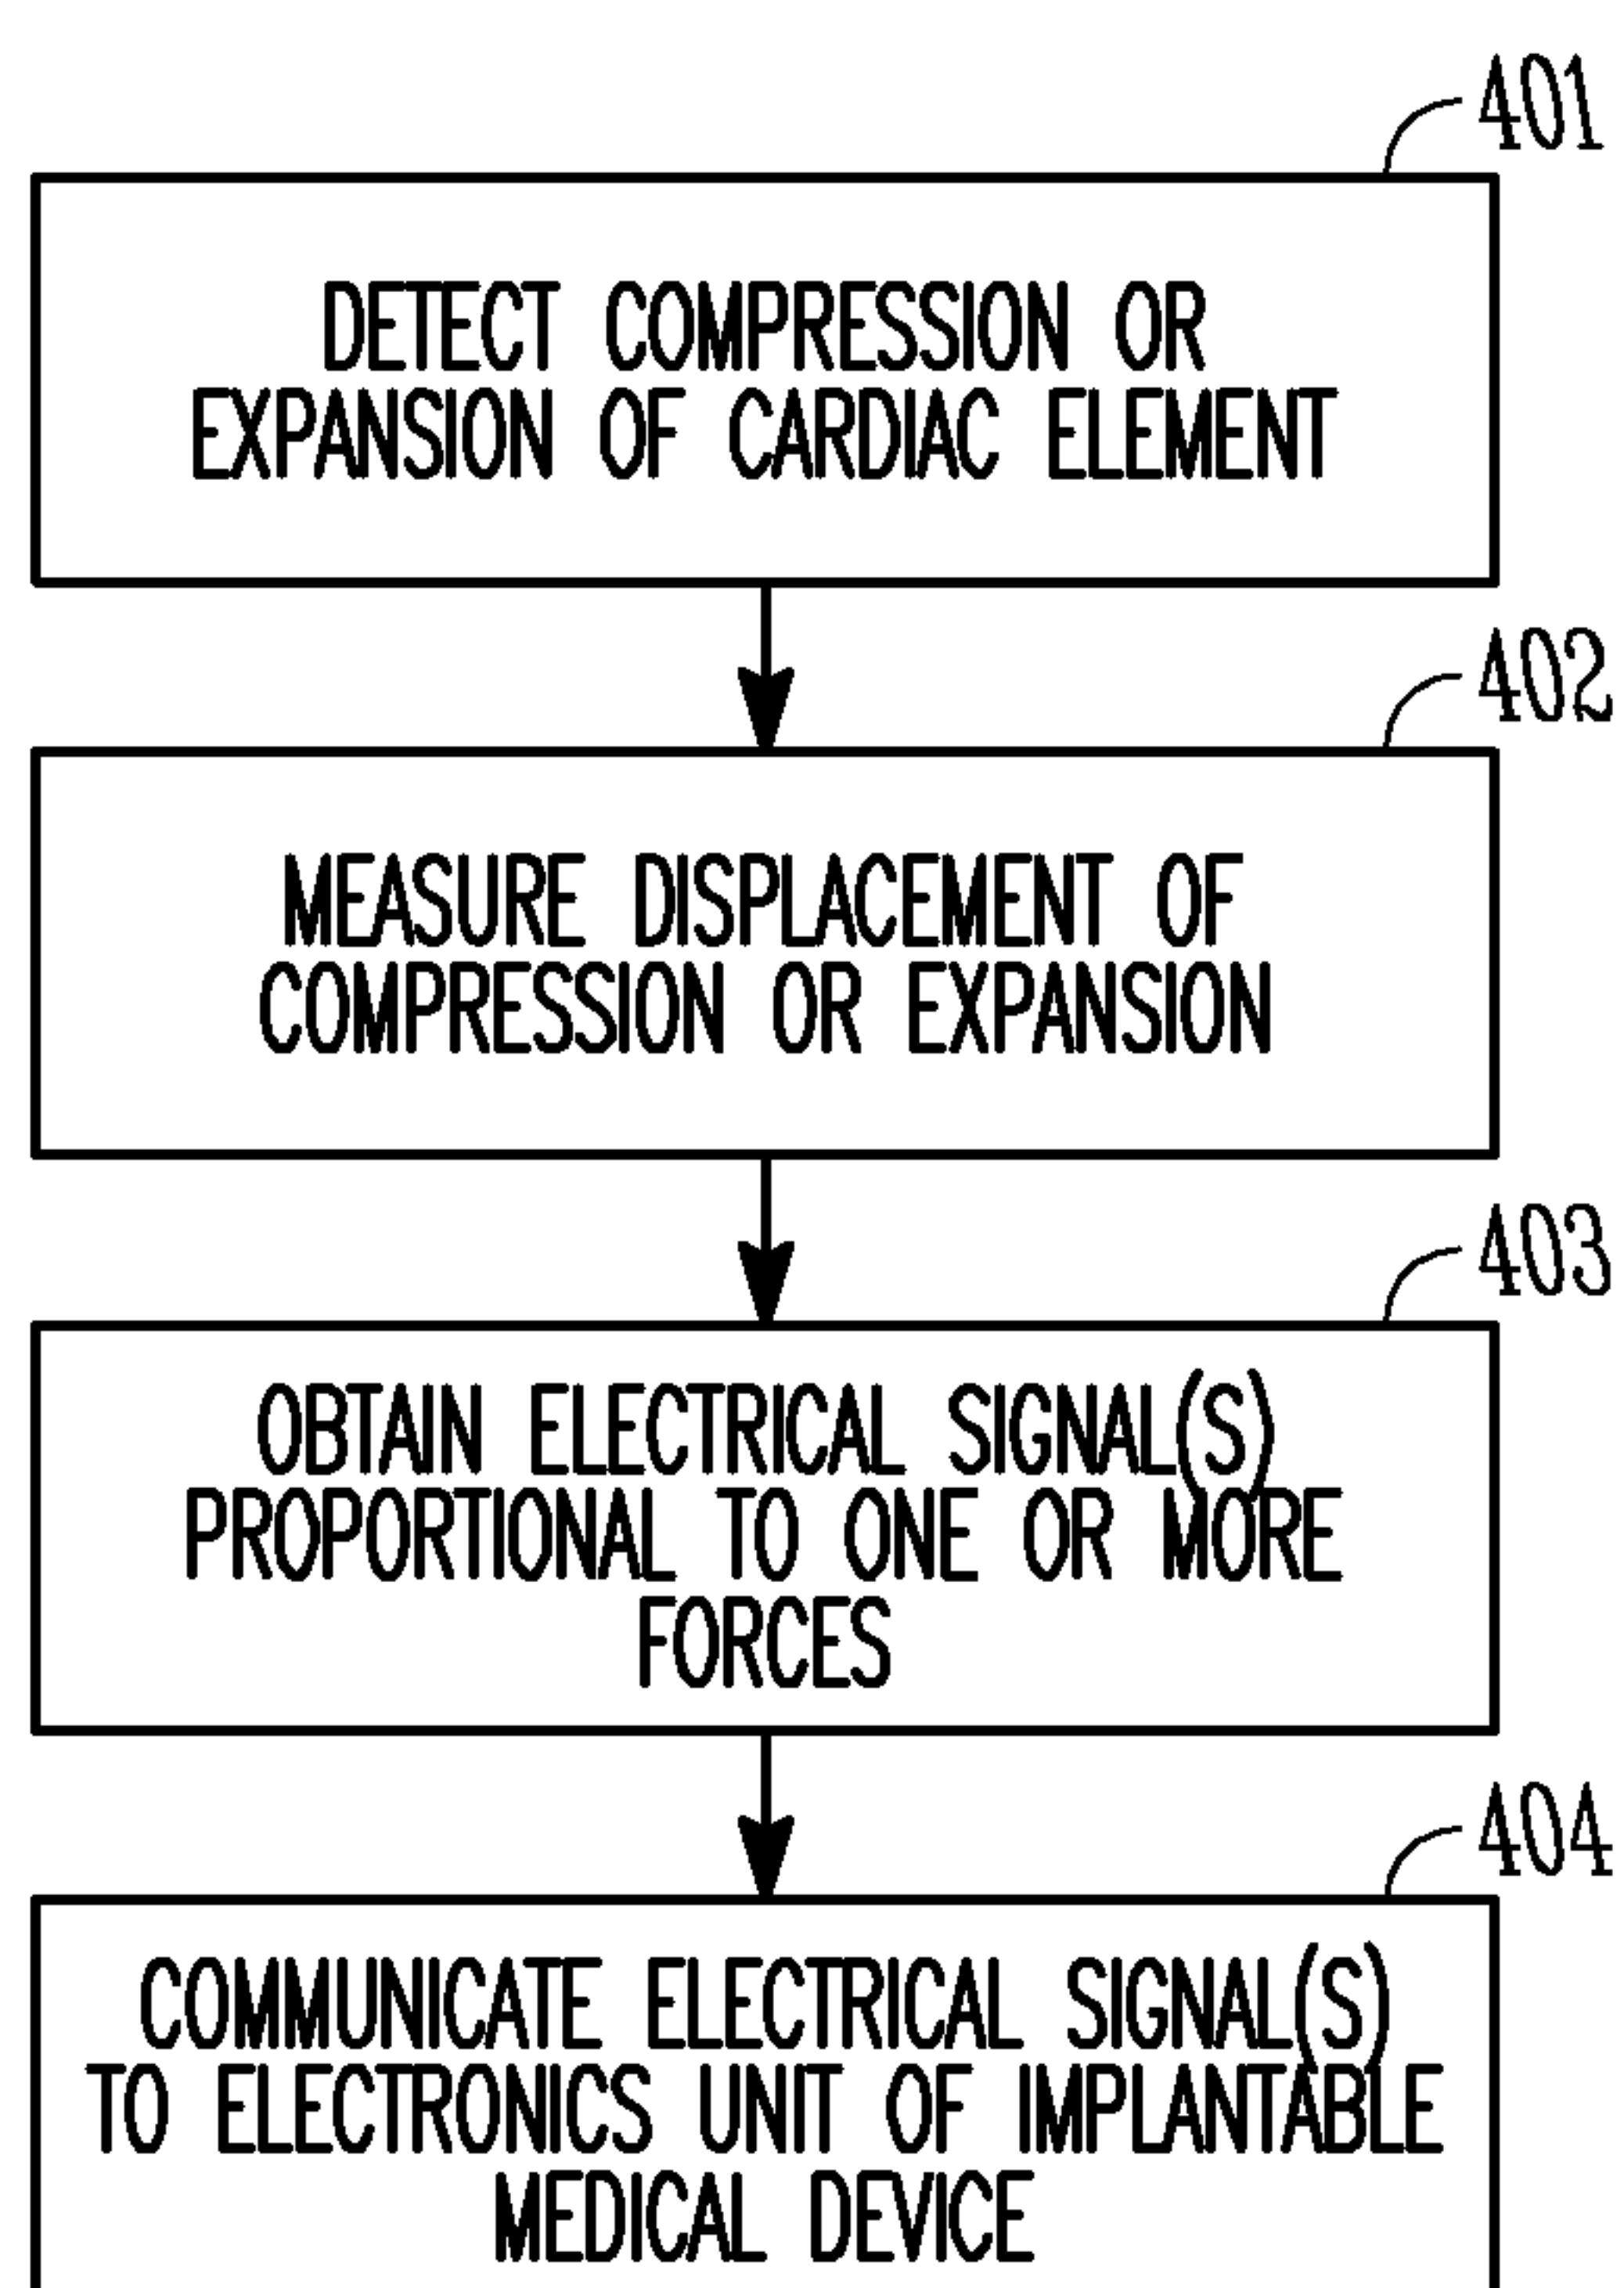 401
DETECT COMPRESSION OR
EXPANSION OF CARDIAC ELEMENT
402
MEASURE DISPLACEMENT OF
COMPRESSION OR EXPANSION
403
OBTAIN ELECTRICAL SIGNAL(S)
PROPORTIONAL TO ONE OR MORE
FORCES
404
COMMUNICATE ELECTRICAL SIGNAL(S)
TO ELECTRONICS UNIT OF IMPLANTABLE
MEDICAL DEVICE